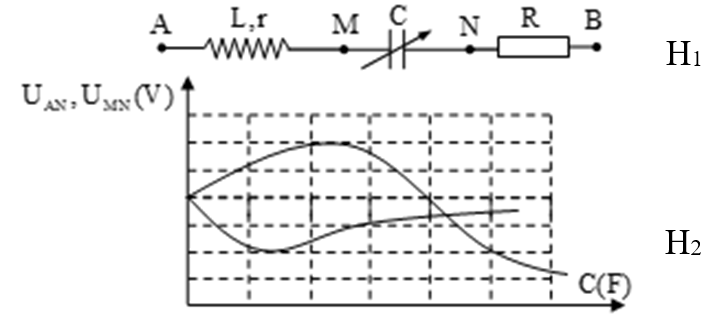 A L,r M C N R B
H1
U_AN, U_MN (V)
H2
C(F)